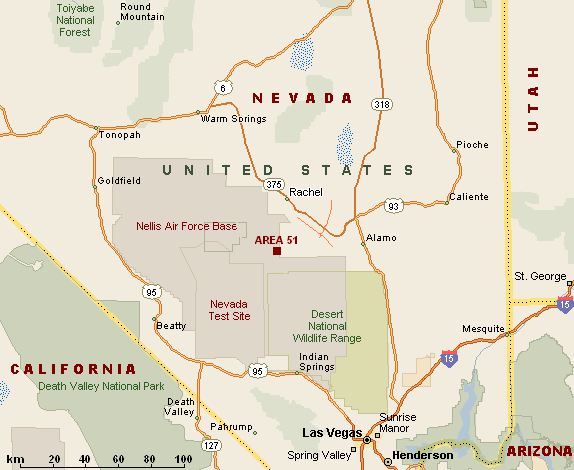 Toiyabe
National
Forest
Round
Mountain
6
NEVADA
UTAH
318
Warm Springs
Tonopah
Pioche
UNITED STATES
Goldfield
375
Rachel
Caliente
93
Nellis Air Force Base
AREA 51
Alamo
St. George
95
15
Nevada
Test Site
Desert
National
Wildlife Range
Beatty
Mesquite
CALIFORNIA
Indian
Springs
15
95
Death Valley National Park
Death
Valley
Pahrump
Sunrise
Manor
Las Vegas
127
Spring Valley
Henderson
ARIZONA
km 20 40 60 80 100